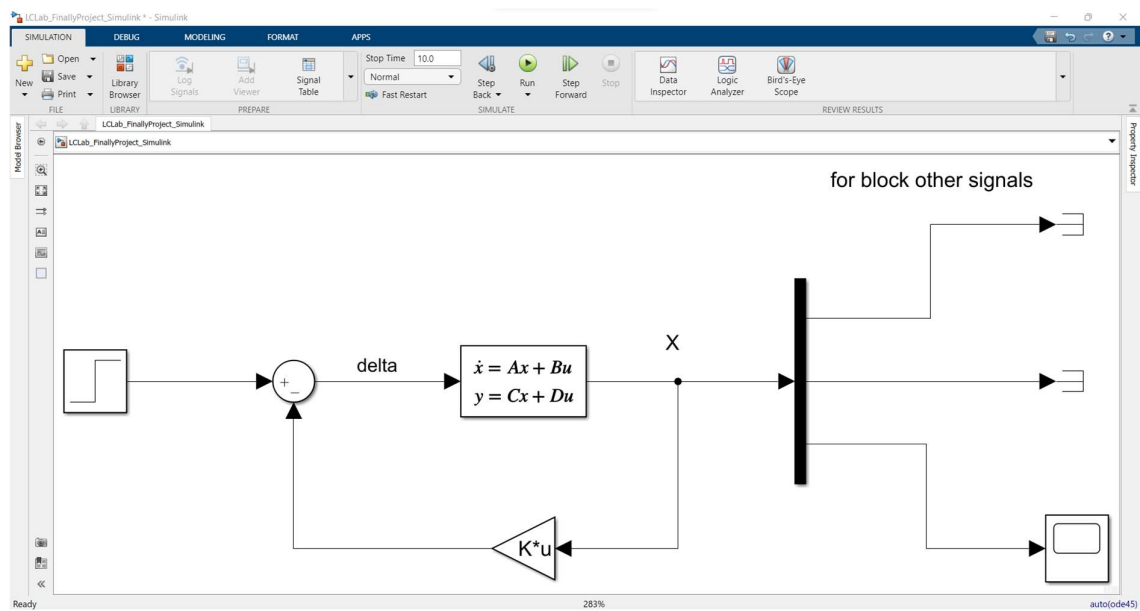 LCLab_FinallyProject_Simulink * - Simulink
SIMULATION DEBUG MODELING FORMAT APPS
New
Open
Save
Print
FILE
Library
Browser
LIBRARY
Log
Signals
Add
Viewer
Signal
Table
PREPARE
Stop Time 10.0
Normal
Fast Restart
Step
Back
Run
Step
Forward
Stop
SIMULATE
Data
Inspector
Logic
Analyzer
Bird's-Eye
Scope
REVIEW RESULTS
Model Browser
LCLab_FinallyProject_Simulink
LCLab_FinallyProject_Simulink
Property Inspector
for block other signals
X
delta
+
−
ẋ = Ax + Bu
y = Cx + Du
K*u
Ready
283%
auto(ode45)